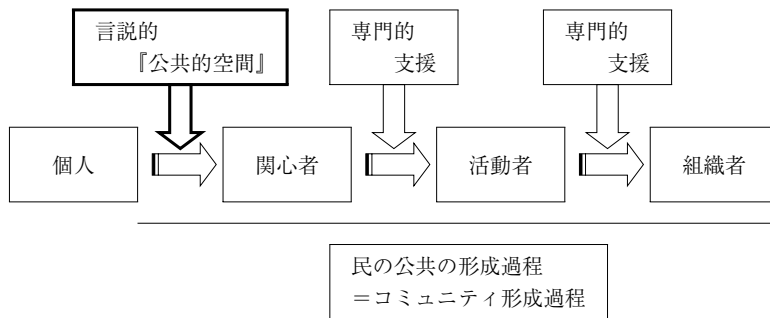 言説的
『公共的空間』
専門的
支援
専門的
支援
個人
関心者
活動者
組織者
民の公共の形成過程
＝コミュニティ形成過程